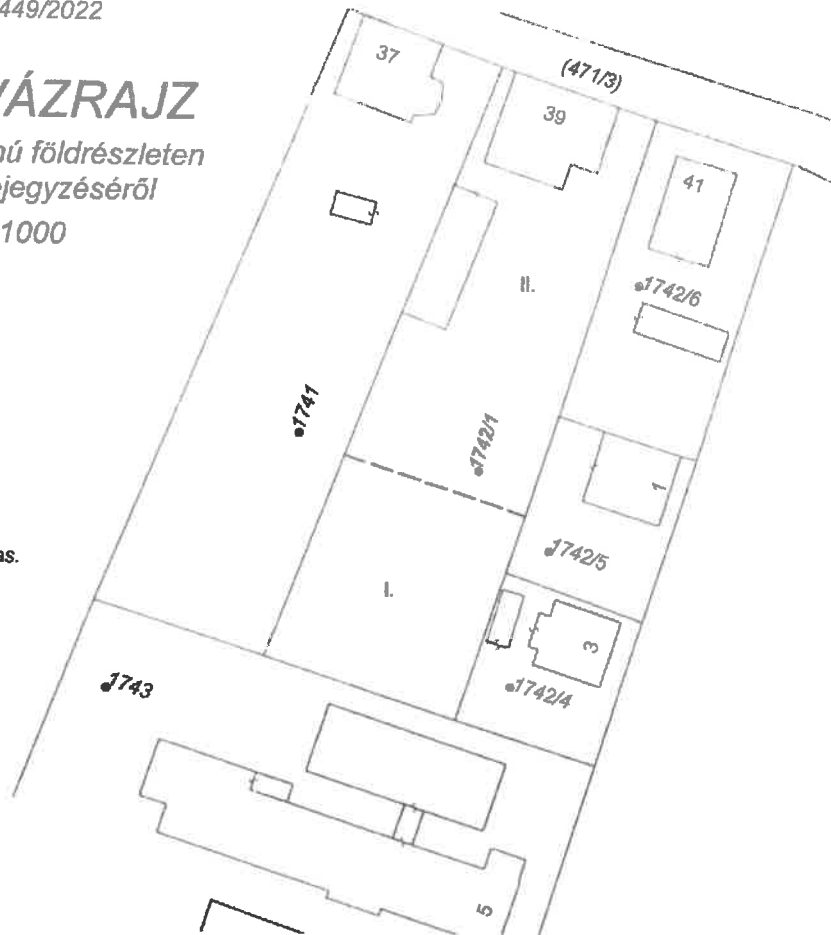 449/2022
VÁZRAJZ
nú földrészleten
ejegyzéséről
1000
as.
37
(471/3)
39
41
II.
1742/6
1741
1742/1
1
1742/5
I.
3
1742/4
1743
5